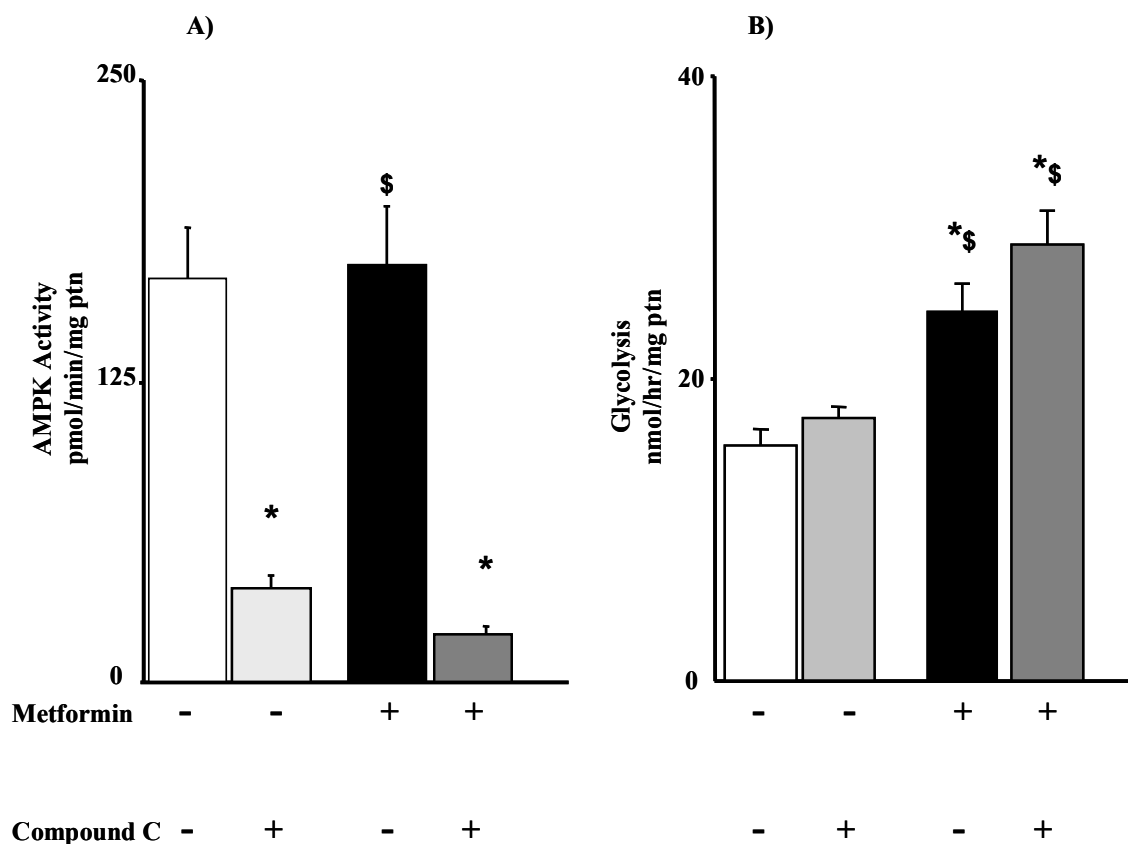 A)
B)
250
125
0
AMPK Activity
pmol/min/mg ptn
*
$
*
40
20
0
Glycolysis
nmol/hr/mg ptn
*$
*$
Metformin - - + + - - + +
Compound C - + - + - + - +